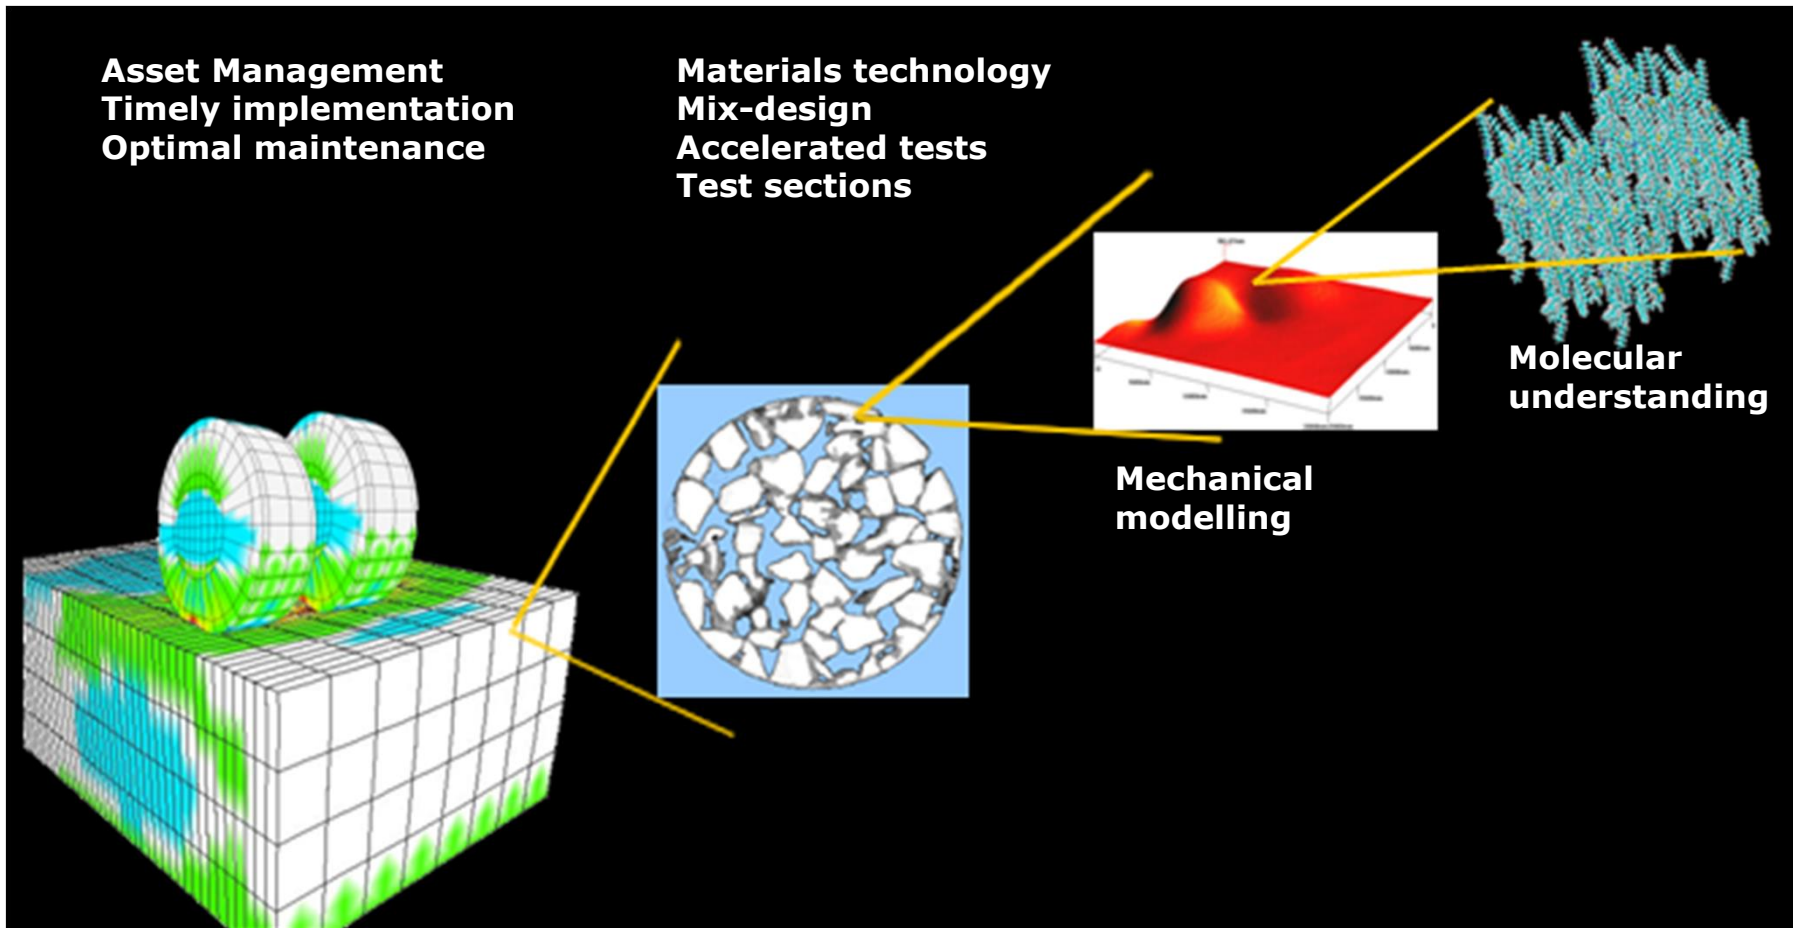 Asset Management
Timely implementation
Optimal maintenance
Materials technology
Mix-design
Accelerated tests
Test sections
Mechanical
modelling
Molecular
understanding